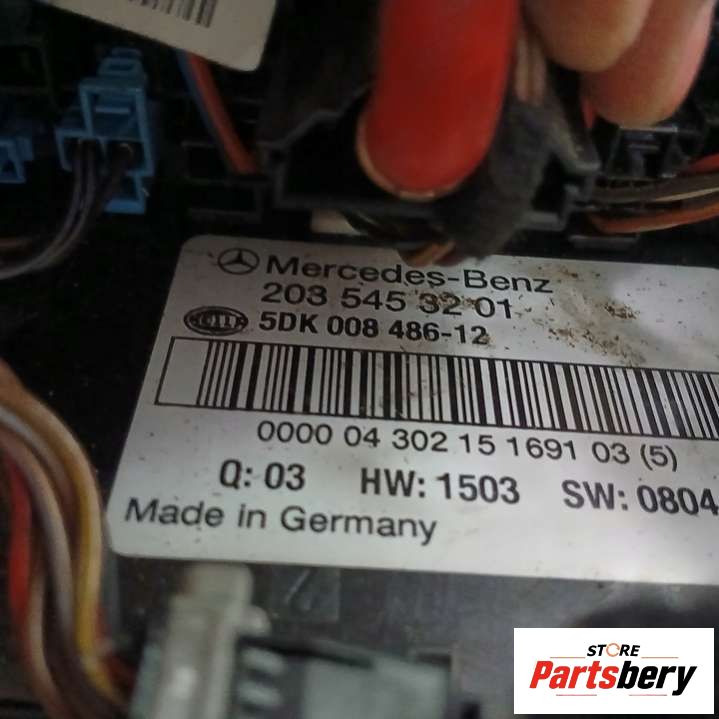 Mercedes-Benz
203 545 32 01
HELLA 5DK 008 486-12
0000 04 302 15 1691 03 (5)
Q: 03 HW: 1503 SW: 0804
Made in Germany
STORE
Partsbery